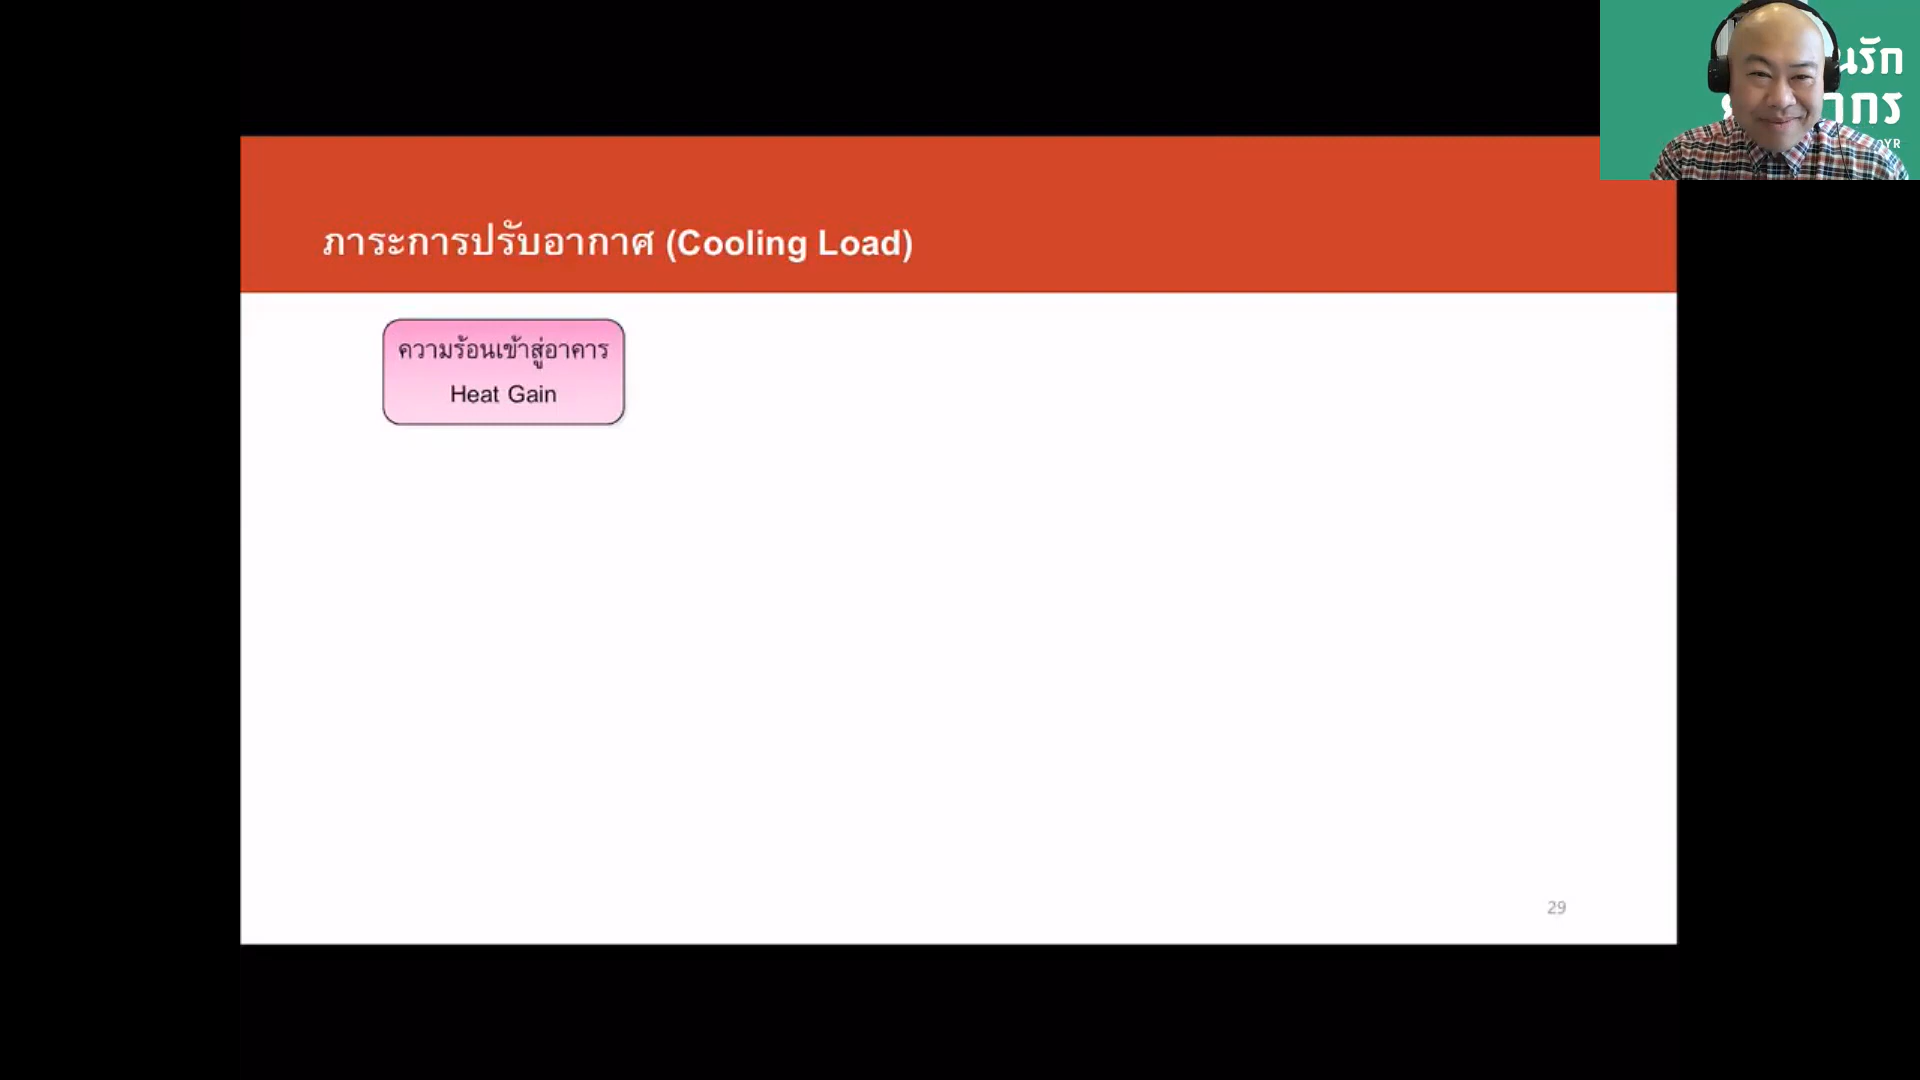 ภาระการปรับอากาศ (Cooling Load)
ความร้อนเข้าสู่อาคาร
Heat Gain
29